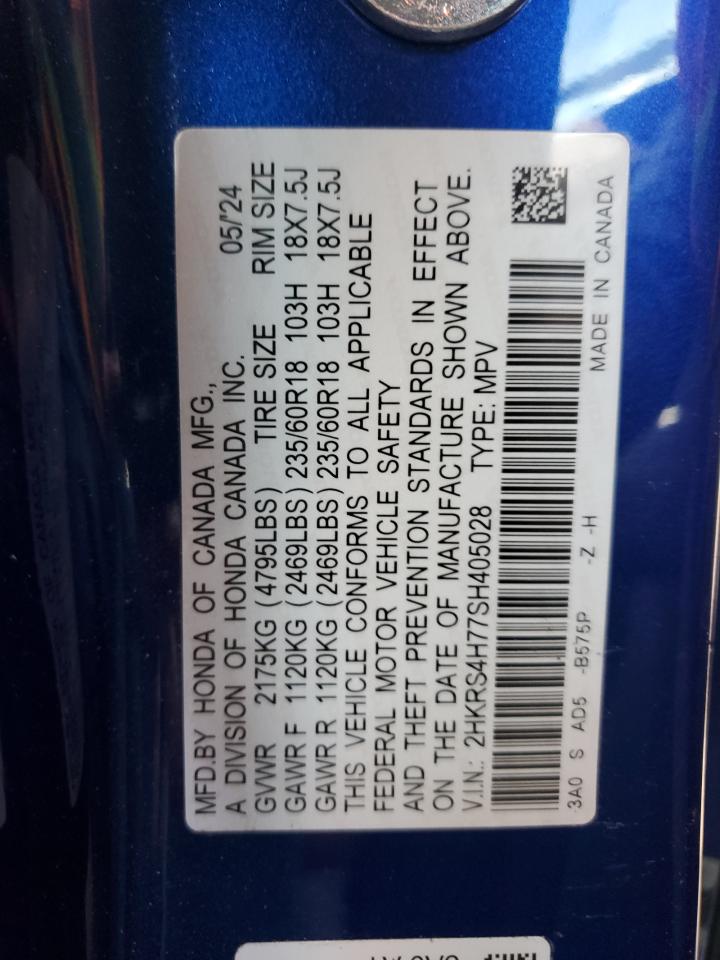 MFD.BY HONDA OF CANADA MFG.,
A DIVISION OF HONDA CANADA INC. 05/'24
GVWR 2175KG (4795LBS) TIRE SIZE RIM SIZE
GAWR F 1120KG (2469LBS) 235/60R18 103H 18X7.5J
GAWR R 1120KG (2469LBS) 235/60R18 103H 18X7.5J
THIS VEHICLE CONFORMS TO ALL APPLICABLE
FEDERAL MOTOR VEHICLE SAFETY
AND THEFT PREVENTION STANDARDS IN EFFECT
ON THE DATE OF MANUFACTURE SHOWN ABOVE.
V.I.N.: 2HKRS4H77SH405028 TYPE: MPV
3A0 S AD5 -B575P -Z -H
MADE IN CANADA